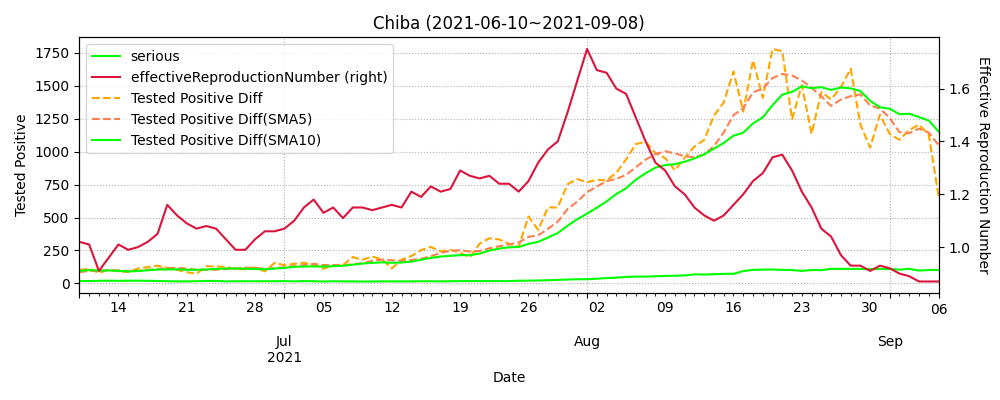 Chiba (2021-06-10~2021-09-08)
serious
effectiveReproductionNumber (right)
Tested Positive Diff
Tested Positive Diff(SMA5)
Tested Positive Diff(SMA10)
Tested Positive
1750
1500
1250
1000
750
500
250
0
Effective Reproduction Number
1.6
1.4
1.2
1.0
14 21 28 05 12 19 26 02 09 16 23 30 06
Jul Aug Sep
2021
Date